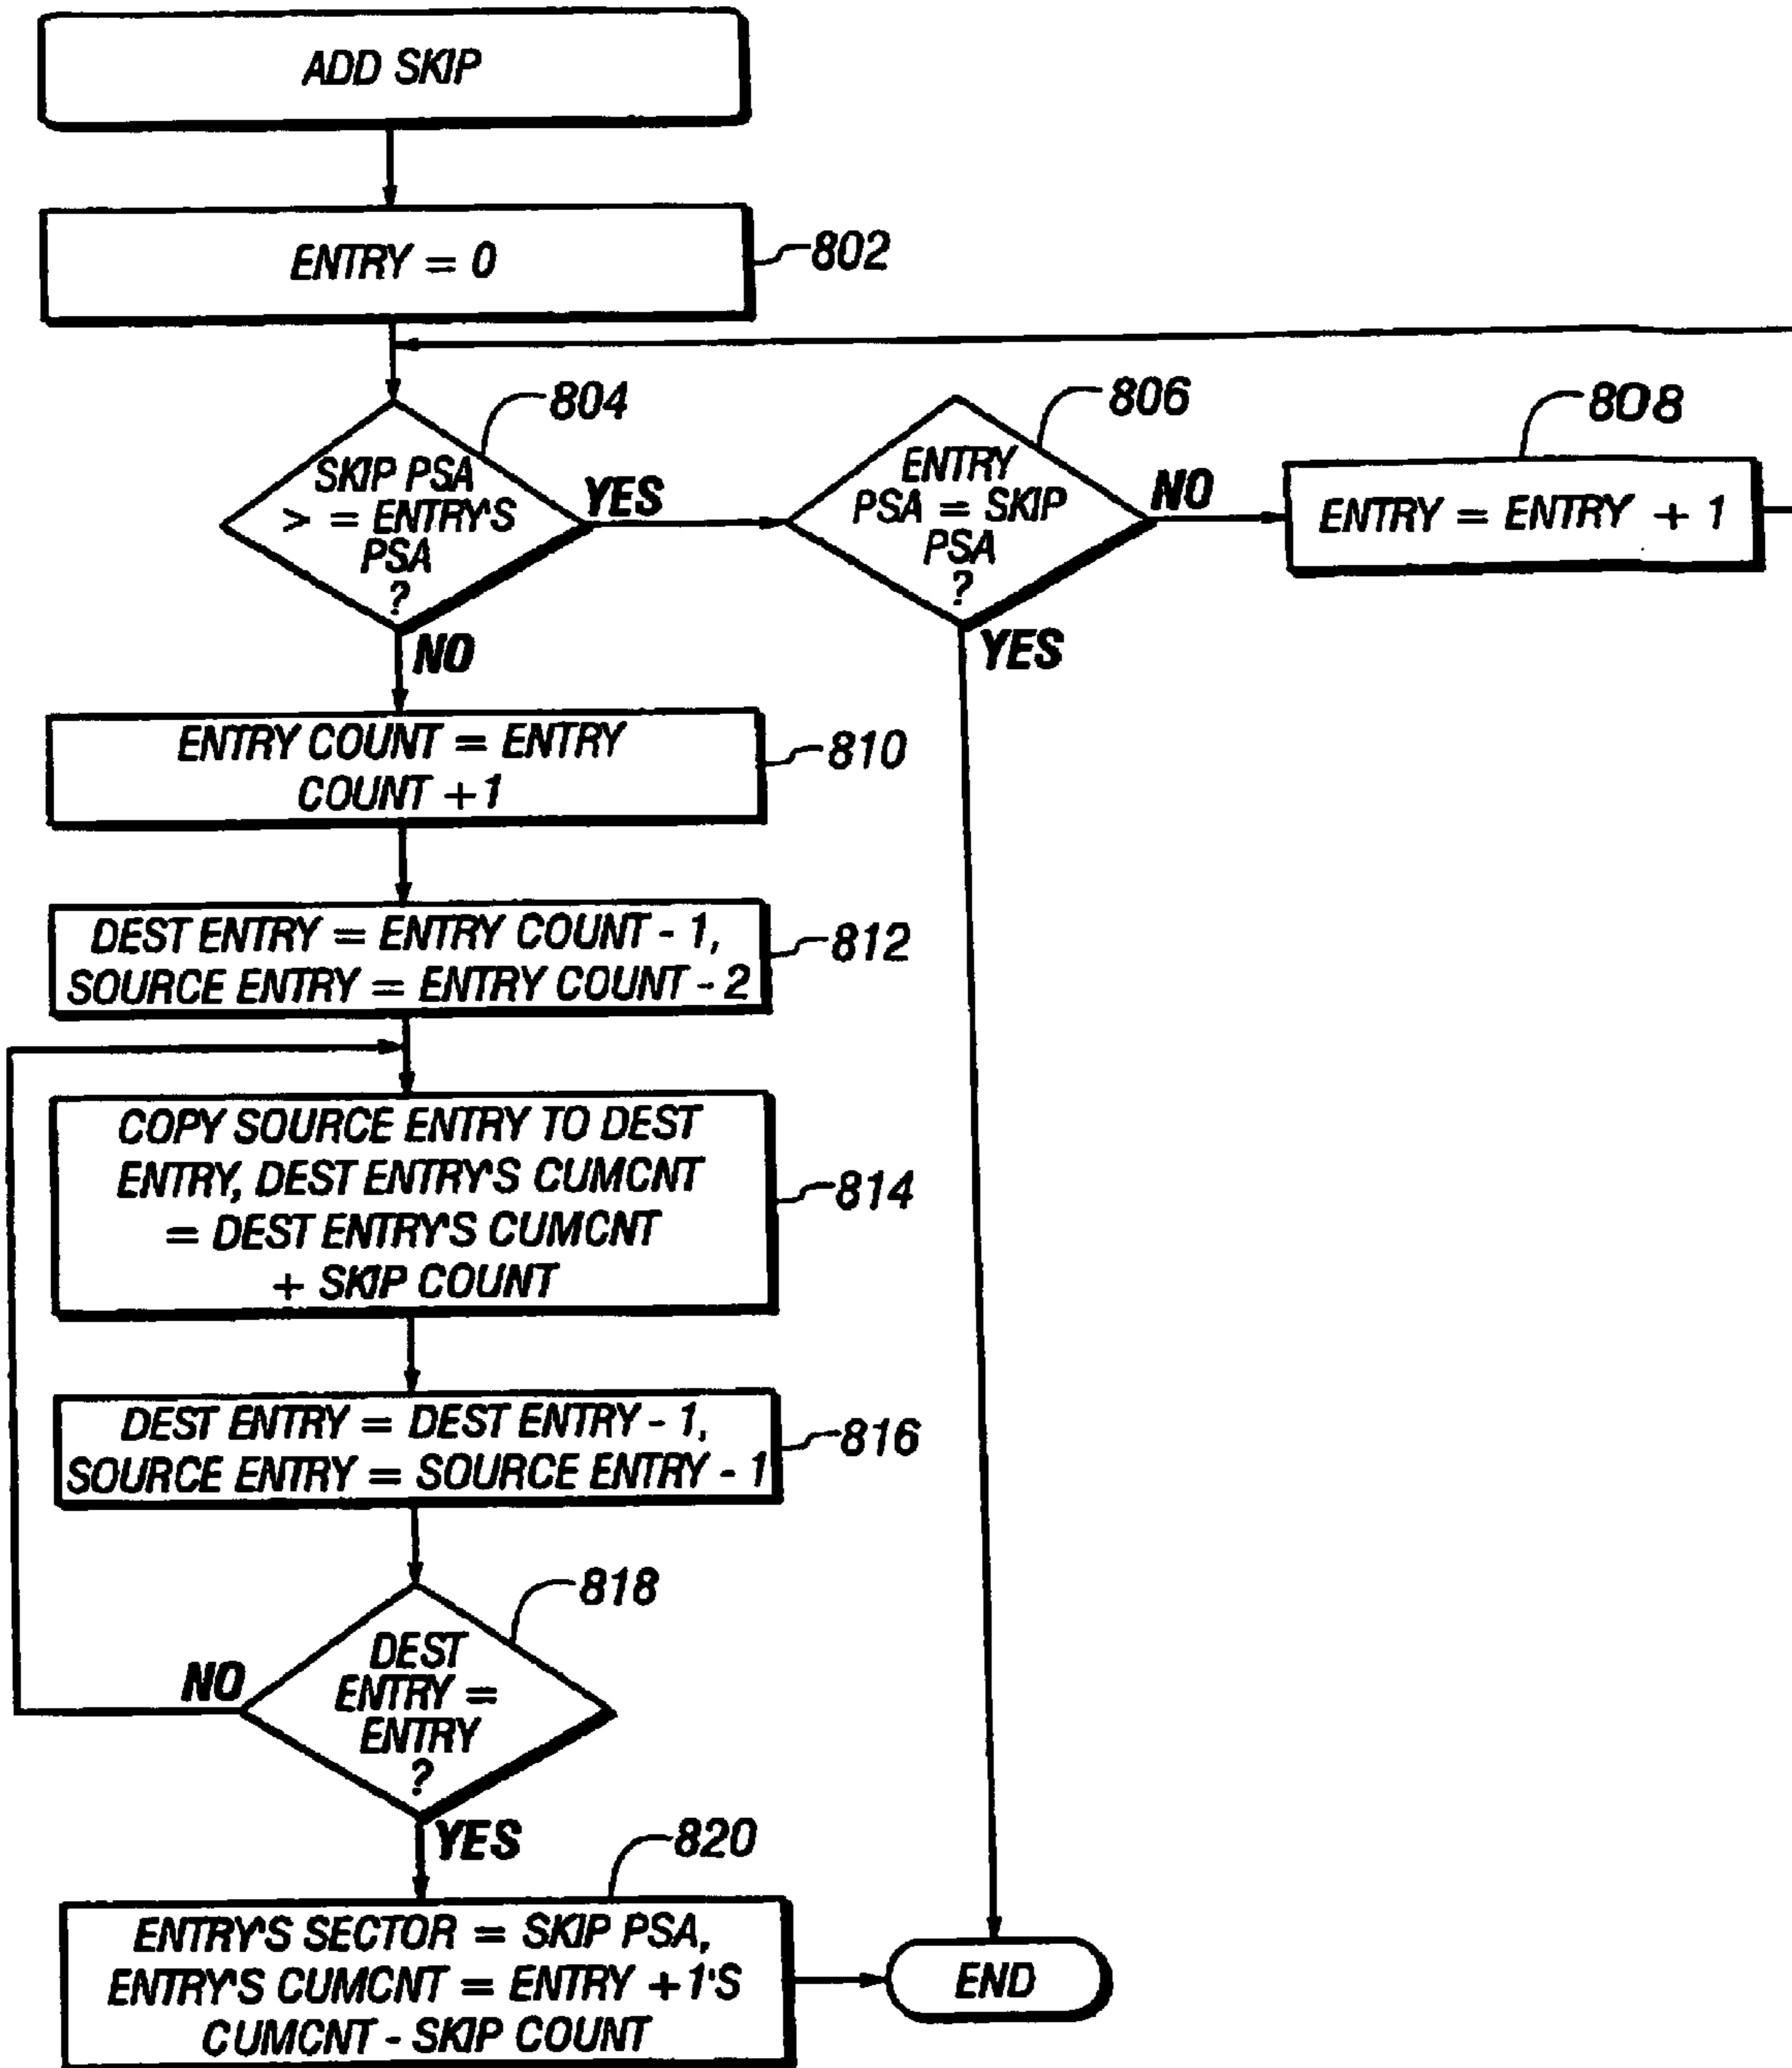 ADD SKIP
ENTRY = 0
802
804
SKIP PSA
> = ENTRY'S
PSA
?
YES
NO
806
ENTRY
PSA = SKIP
PSA
?
NO
YES
808
ENTRY = ENTRY + 1
ENTRY COUNT = ENTRY
COUNT +1
810
DEST ENTRY = ENTRY COUNT - 1,
SOURCE ENTRY = ENTRY COUNT - 2
812
COPY SOURCE ENTRY TO DEST
ENTRY, DEST ENTRY'S CUMCNT
= DEST ENTRY'S CUMCNT
+ SKIP COUNT
814
DEST ENTRY = DEST ENTRY - 1,
SOURCE ENTRY = SOURCE ENTRY - 1
816
818
DEST
ENTRY =
ENTRY
?
NO
YES
820
ENTRY'S SECTOR = SKIP PSA,
ENTRY'S CUMCNT = ENTRY +1'S
CUMCNT - SKIP COUNT
END